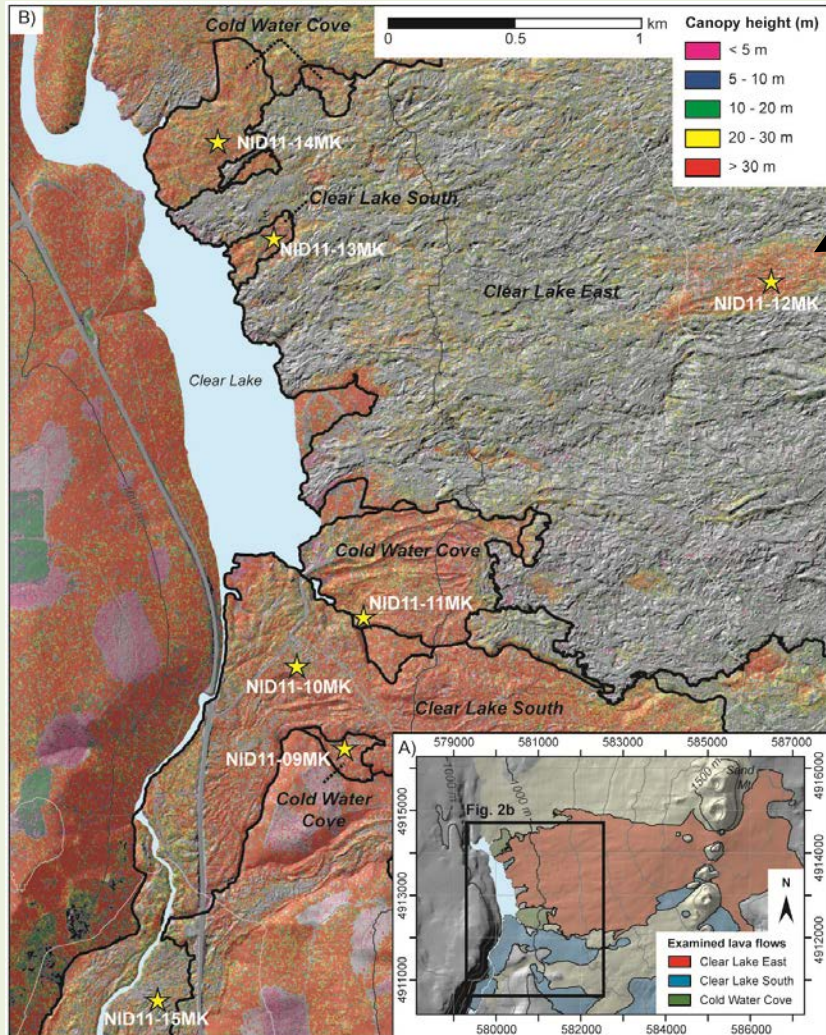 B)
Cold Water Cove
0 0.5 1 km
Canopy height (m)
< 5 m
5 - 10 m
10 - 20 m
20 - 30 m
> 30 m
NID11-14MK
Clear Lake South
NID11-13MK
Clear Lake East
NID11-12MK
Clear Lake
Cold Water Cove
NID11-11MK
NID11-10MK
Clear Lake South
NID11-09MK
Cold Water
Cove
NID11-15MK
A)
579000 581000 583000 585000 587000
4916000
4915000
4914000
4913000
4912000
4911000
1000 m
1000 m
1500 m
Sand Mt.
Fig. 2b
N
Examined lava flows
Clear Lake East
Clear Lake South
Cold Water Cove
580000 582000 584000 586000